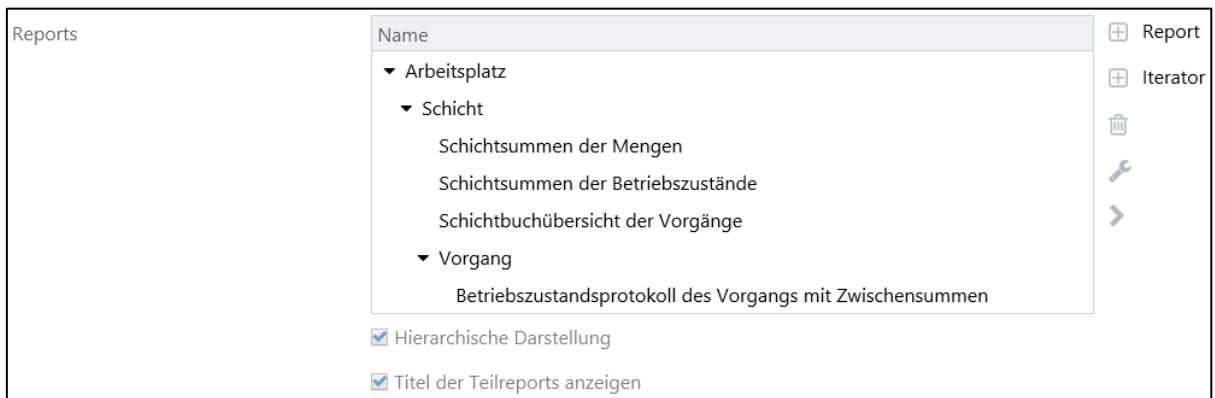 Reports
Name
Report
Arbeitsplatz
Iterator
Schicht
Schichtsummen der Mengen
Schichtsummen der Betriebszustände
Schichtbuchübersicht der Vorgänge
Vorgang
Betriebszustandsprotokoll des Vorgangs mit Zwischensummen
Hierarchische Darstellung
Titel der Teilreports anzeigen